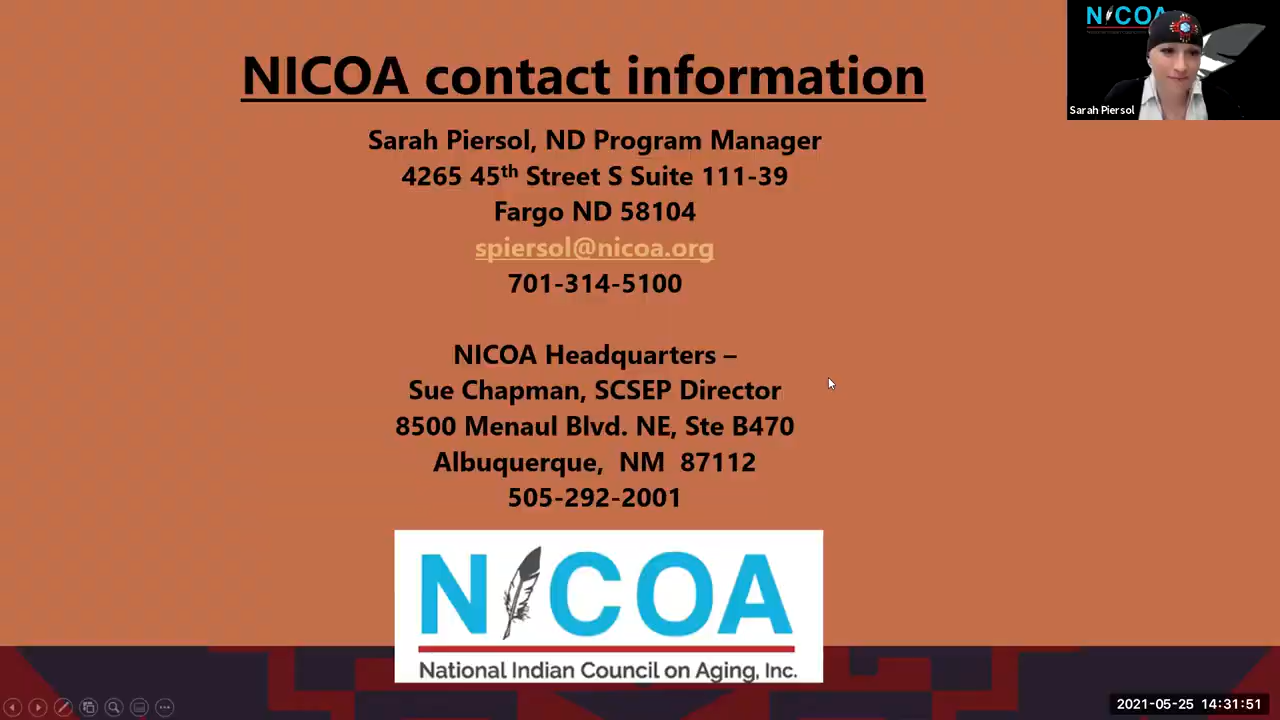 NICOA contact information
Sarah Piersol, ND Program Manager
4265 45th Street S Suite 111-39
Fargo ND 58104
spiersol@nicoa.org
701-314-5100
NICOA Headquarters –
Sue Chapman, SCSEP Director
8500 Menaul Blvd. NE, Ste B470
Albuquerque, NM 87112
505-292-2001
NICOA
National Indian Council on Aging, Inc.
NICOA
Sarah Piersol
2021-05-25 14:31:51